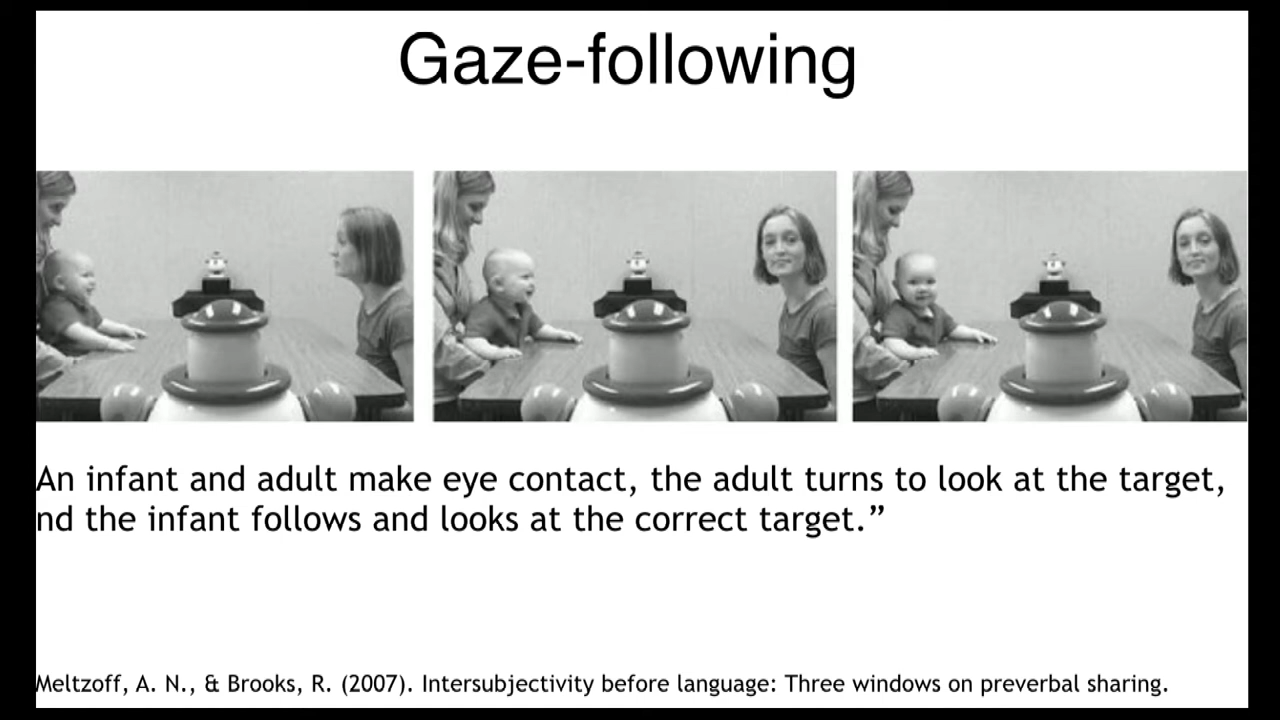 Gaze-following
An infant and adult make eye contact, the adult turns to look at the target,
nd the infant follows and looks at the correct target.”
Meltzoff, A. N., & Brooks, R. (2007). Intersubjectivity before language: Three windows on preverbal sharing.